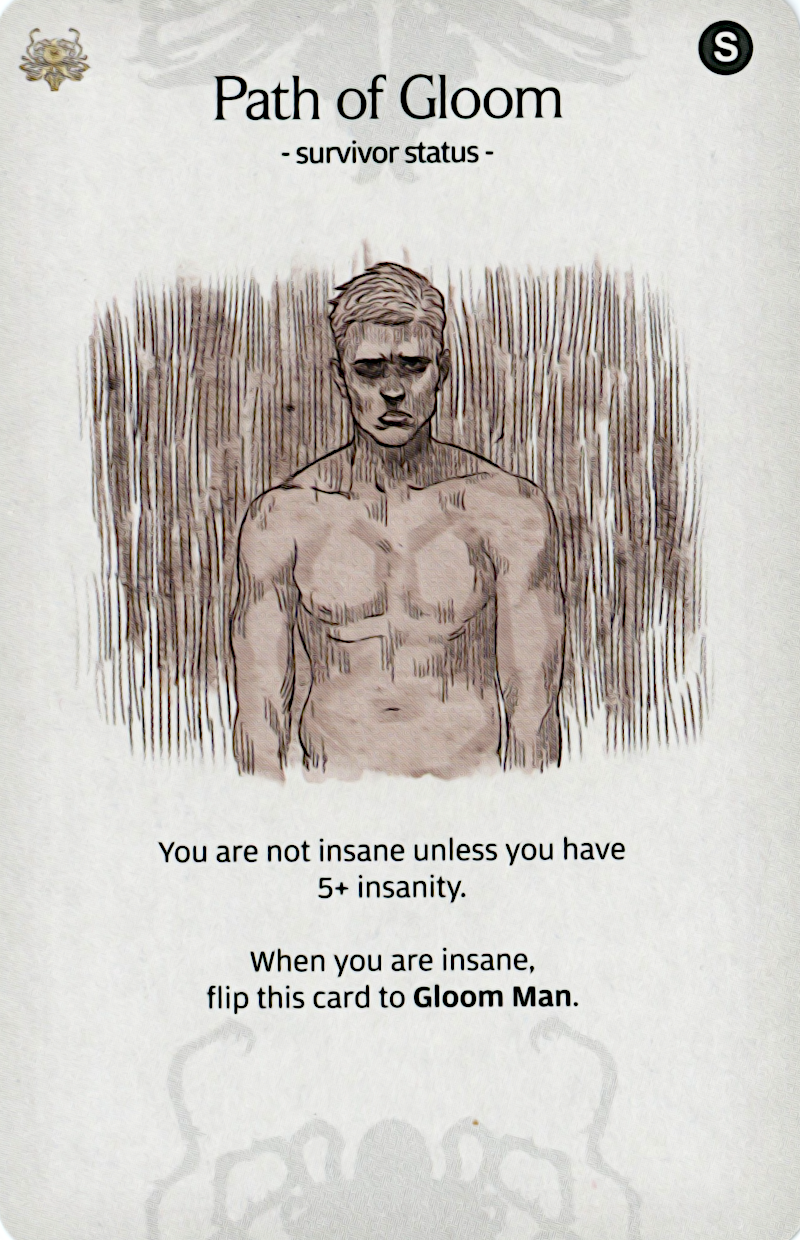 S
Path of Gloom
- survivor status -
You are not insane unless you have
5+ insanity.
When you are insane,
flip this card to Gloom Man.